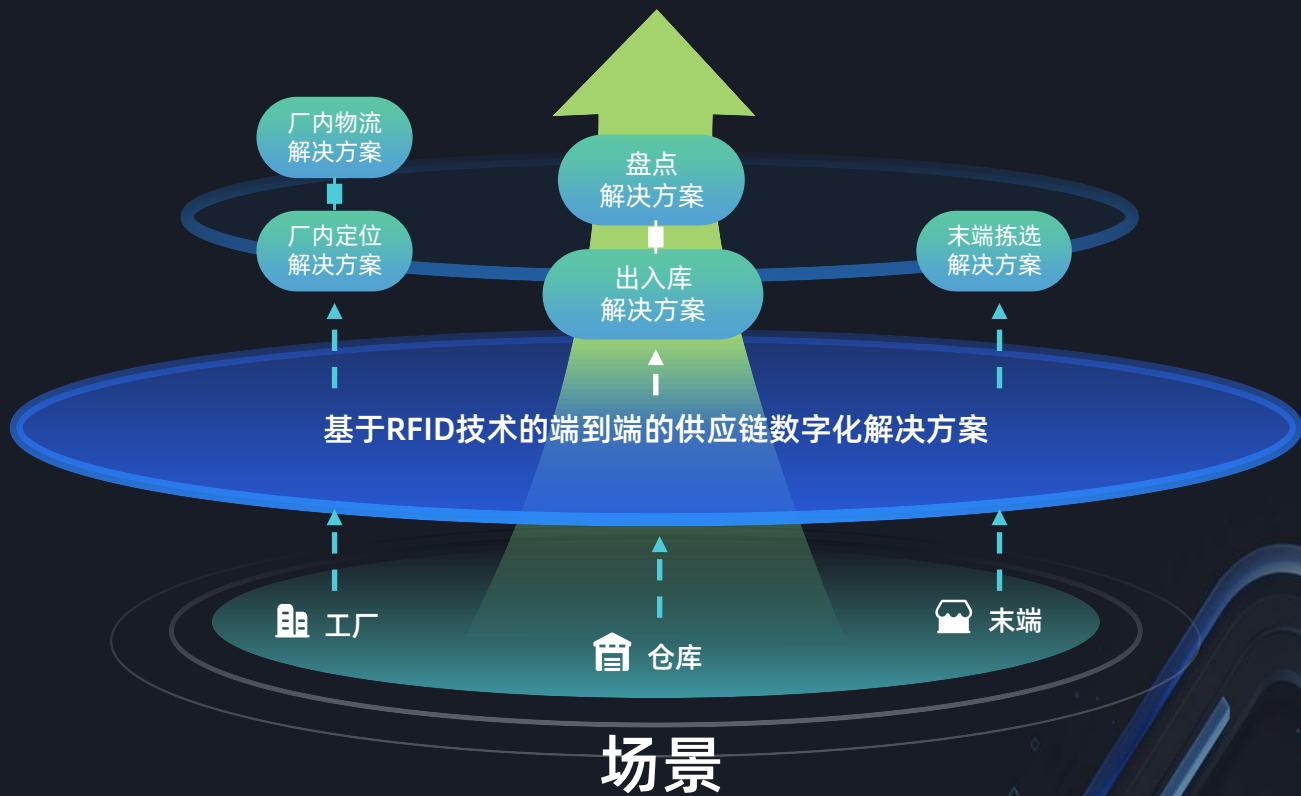 厂内物流
解决方案
盘点
解决方案
厂内定位
解决方案
末端拣选
解决方案
出入库
解决方案
基于RFID技术的端到端的供应链数字化解决方案
工厂
末端
仓库
场景